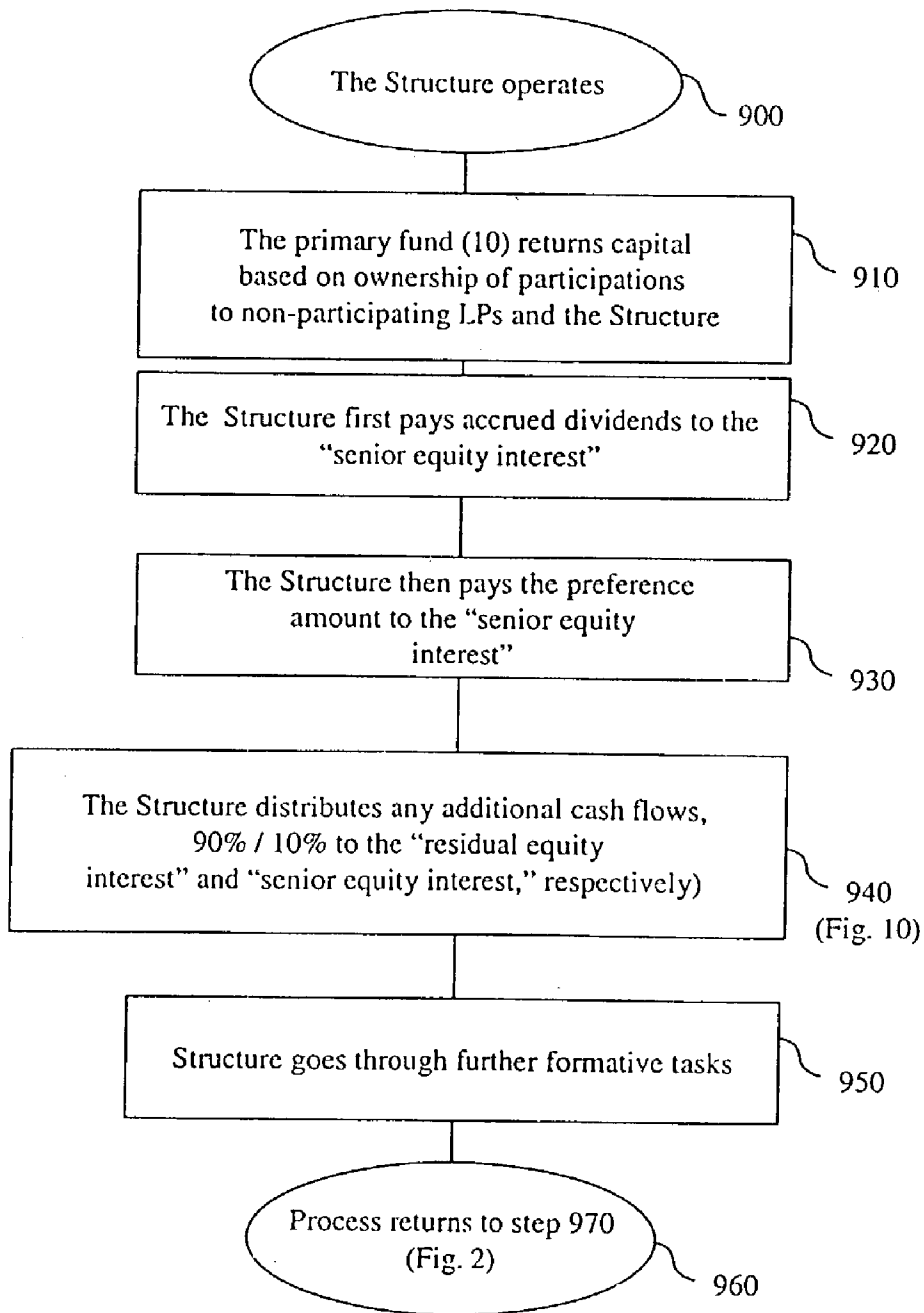 The Structure operates
900
The primary fund (10) returns capital
based on ownership of participations
to non-participating LPs and the Structure
910
The Structure first pays accrued dividends to the
“senior equity interest”
920
The Structure then pays the preference
amount to the “senior equity
interest”
930
The Structure distributes any additional cash flows,
90% / 10% to the “residual equity
interest” and “senior equity interest,” respectively)
940
(Fig. 10)
Structure goes through further formative tasks
950
Process returns to step 970
(Fig. 2)
960